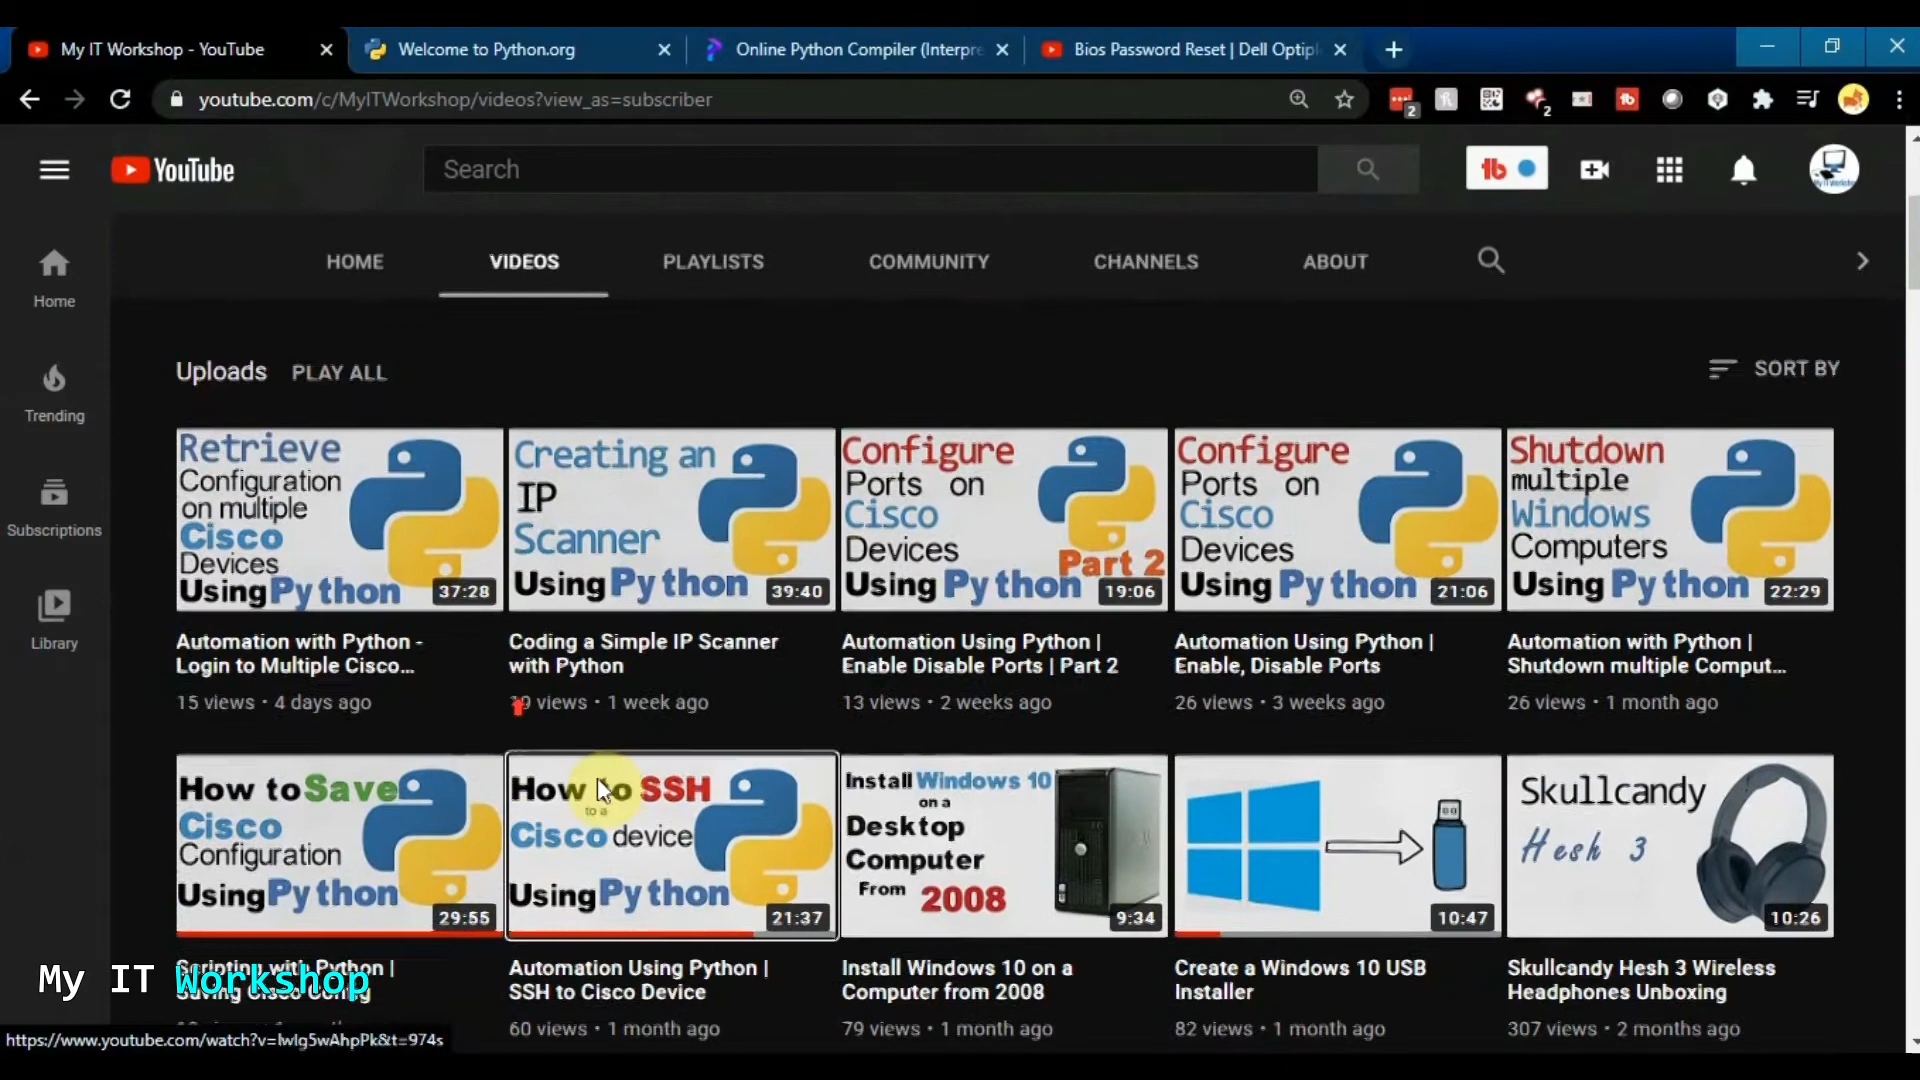 My IT Workshop - YouTube
Welcome to Python.org
Online Python Compiler (Interpre
Bios Password Reset | Dell Optipl
youtube.com/c/MyITWorkshop/videos?view_as=subscriber
2
2
YouTube
Search
HOME
VIDEOS
PLAYLISTS
COMMUNITY
CHANNELS
ABOUT
Home
Trending
Subscriptions
Library
Uploads
PLAY ALL
SORT BY
Retrieve
Configuration
on multiple
Cisco
Devices
Using Python
37:28
Creating an
IP
Scanner
Using Python
39:40
Configure
Ports on
Cisco
Devices
Part 2
Using Python
19:06
Configure
Ports on
Cisco
Devices
Using Python
21:06
Shutdown
multiple
Windows
Computers
Using Python
22:29
Automation with Python -
Login to Multiple Cisco...
15 views • 4 days ago
Coding a Simple IP Scanner
with Python
views • 1 week ago
Automation Using Python |
Enable Disable Ports | Part 2
13 views • 2 weeks ago
Automation Using Python |
Enable, Disable Ports
26 views • 3 weeks ago
Automation with Python |
Shutdown multiple Comput...
26 views • 1 month ago
How to Save
Cisco
Configuration
Using Python
29:55
How to SSH
to a
Cisco device
Using Python
21:37
Install Windows 10
on a
Desktop
Computer
From 2008
9:34
10:47
Skullcandy
Hesh 3
10:26
Scripting with Python |
Saving Cisco Config
Automation Using Python |
SSH to Cisco Device
60 views • 1 month ago
Install Windows 10 on a
Computer from 2008
79 views • 1 month ago
Create a Windows 10 USB
Installer
82 views • 1 month ago
Skullcandy Hesh 3 Wireless
Headphones Unboxing
307 views • 2 months ago
My IT Workshop
https://www.youtube.com/watch?v=lwIg5wAhpPk&t=974s